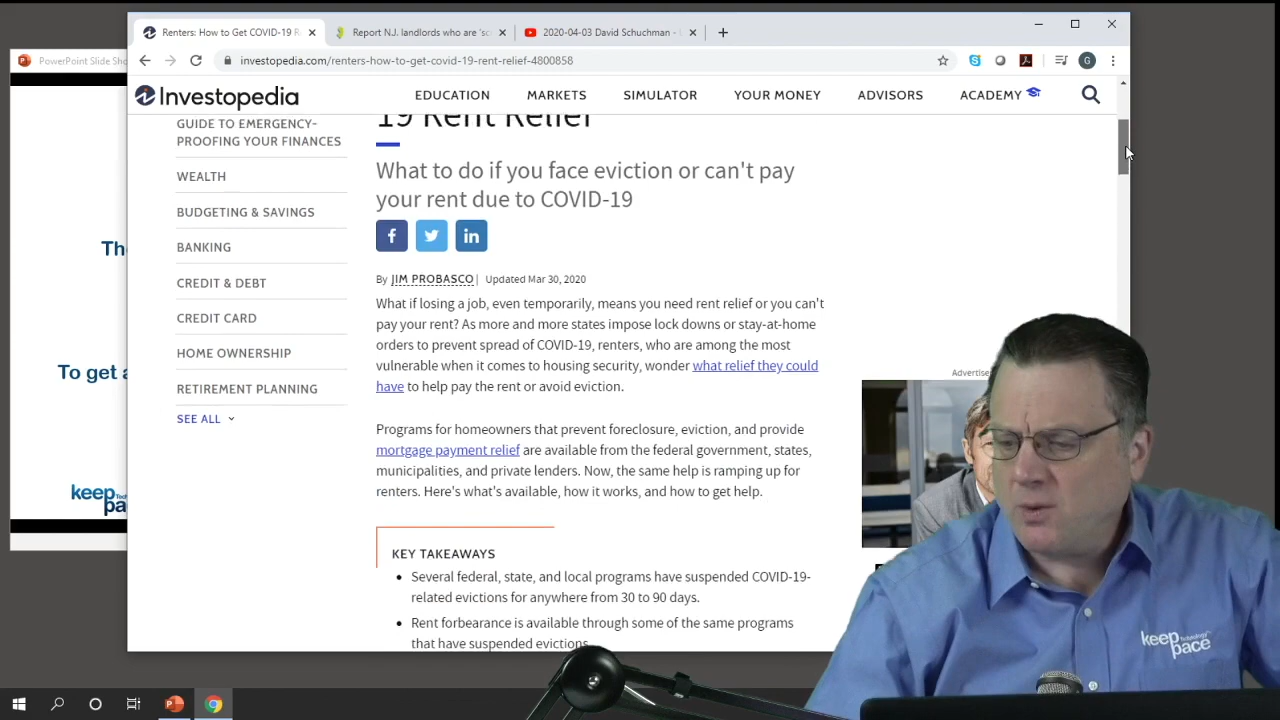 Renters: How to Get COVID-19 R
Report N.J. landlords who are 'sc
2020-04-03 David Schuchman -
PowerPoint Slide Sho
investopedia.com/renters-how-to-get-covid-19-rent-relief-4800858
G
Investopedia
EDUCATION
MARKETS
SIMULATOR
YOUR MONEY
ADVISORS
ACADEMY
19 Rent Relief
GUIDE TO EMERGENCY-
PROOFING YOUR FINANCES
WEALTH
BUDGETING & SAVINGS
BANKING
CREDIT & DEBT
CREDIT CARD
HOME OWNERSHIP
RETIREMENT PLANNING
SEE ALL
What to do if you face eviction or can't pay
your rent due to COVID-19
By JIM PROBASCO | Updated Mar 30, 2020
What if losing a job, even temporarily, means you need rent relief or you can't
pay your rent? As more and more states impose lock downs or stay-at-home
orders to prevent spread of COVID-19, renters, who are among the most
vulnerable when it comes to housing security, wonder what relief they could
have to help pay the rent or avoid eviction.
Programs for homeowners that prevent foreclosure, eviction, and provide
mortgage payment relief are available from the federal government, states,
municipalities, and private lenders. Now, the same help is ramping up for
renters. Here's what's available, how it works, and how to get help.
KEY TAKEAWAYS
Several federal, state, and local programs have suspended COVID-19-
related evictions for anywhere from 30 to 90 days.
Rent forbearance is available through some of the same programs
that have suspended evictions.
Advertise
Th
To get a
keep Tech
pa
keep Technology
pace